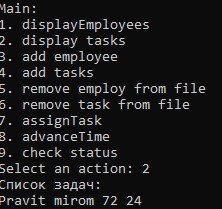 Main:
1. displayEmployees
2. display tasks
3. add employee
4. add tasks
5. remove employ from file
6. remove task from file
7. assignTask
8. advanceTime
9. check status
Select an action: 2
Список задач:
Pravit mirom 72 24